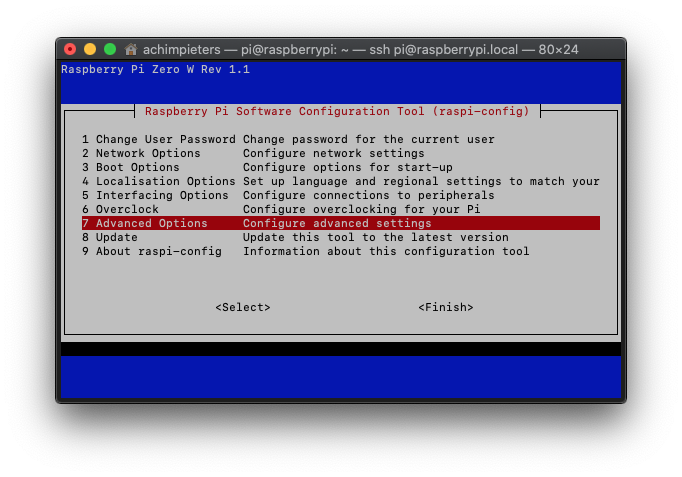 achimpieters — pi@raspberrypi: ~ — ssh pi@raspberrypi.local — 80×24
Raspberry Pi Zero W Rev 1.1
Raspberry Pi Software Configuration Tool (raspi-config)
1 Change User Password Change password for the current user
2 Network Options Configure network settings
3 Boot Options Configure options for start-up
4 Localisation Options Set up language and regional settings to match your
5 Interfacing Options Configure connections to peripherals
6 Overclock Configure overclocking for your Pi
7 Advanced Options Configure advanced settings
8 Update Update this tool to the latest version
9 About raspi-config Information about this configuration tool
<Select> <Finish>